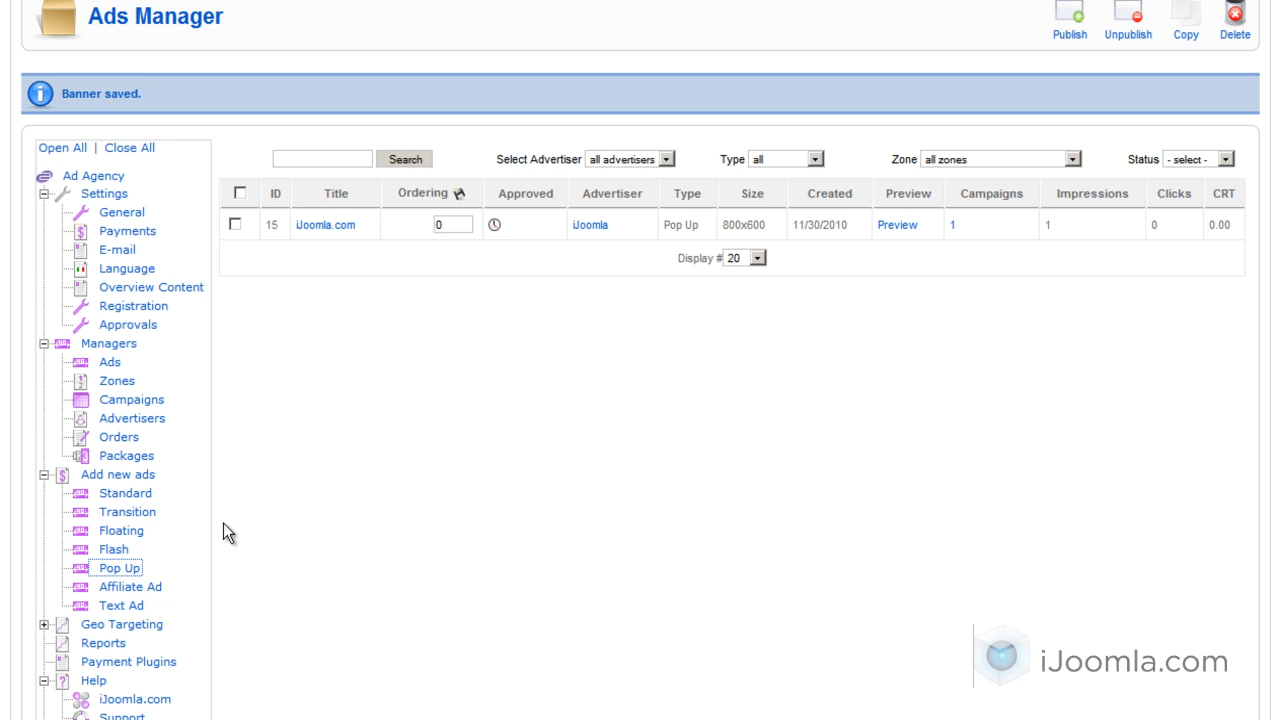 Ads Manager
Publish Unpublish Copy Delete
Banner saved.
Open All | Close All
Search Select Advertiser all advertisers Type all Zone all zones Status - select -
ID Title Ordering Approved Advertiser Type Size Created Preview Campaigns Impressions Clicks CRT
15 iJoomla.com 0 iJoomla Pop Up 800x600 11/30/2010 Preview 1 1 0 0.00
Display # 20
Ad Agency
Settings
General
Payments
E-mail
Language
Overview Content
Registration
Approvals
Managers
Ads
Zones
Campaigns
Advertisers
Orders
Packages
Add new ads
Standard
Transition
Floating
Flash
Pop Up
Affiliate Ad
Text Ad
Geo Targeting
Reports
Payment Plugins
Help
iJoomla.com
Support
iJoomla.com